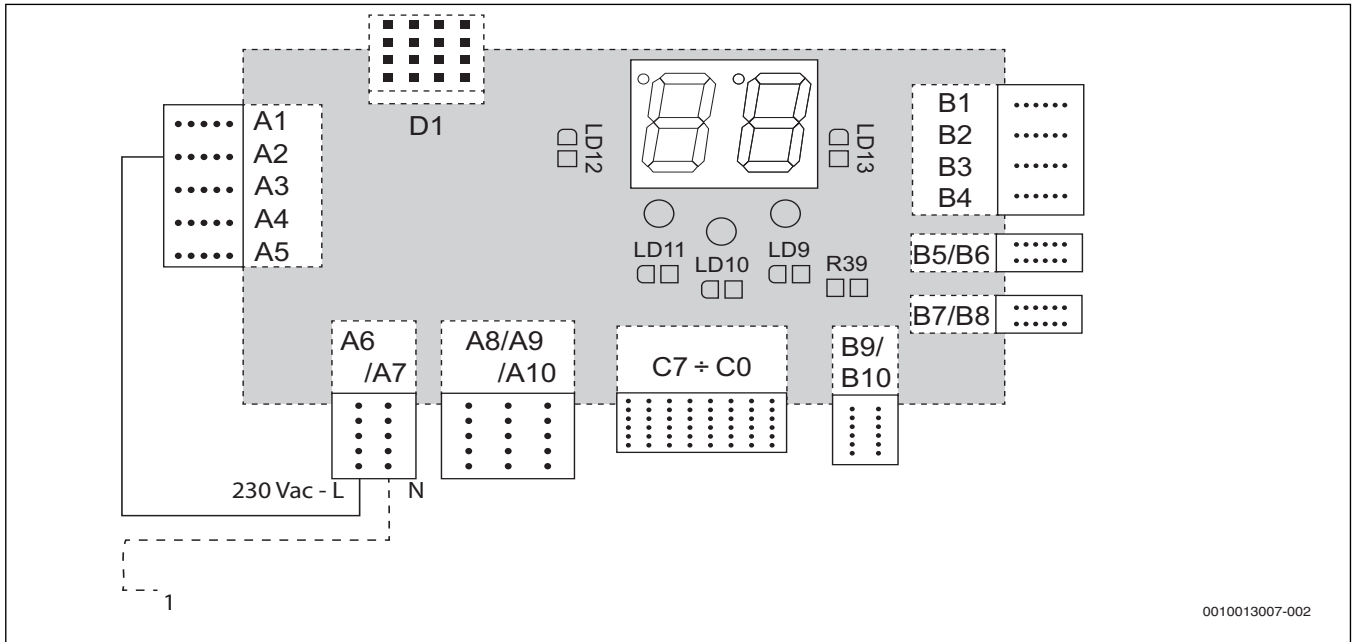 D1
A1
A2
A3
A4
A5
LD12
LD13
B1
B2
B3
B4
LD11
LD10
LD9
R39
B5/B6
B7/B8
A6
/A7
A8/A9
/A10
C7 ÷ C0
B9/
B10
230 Vac - L
N
1
0010013007-002